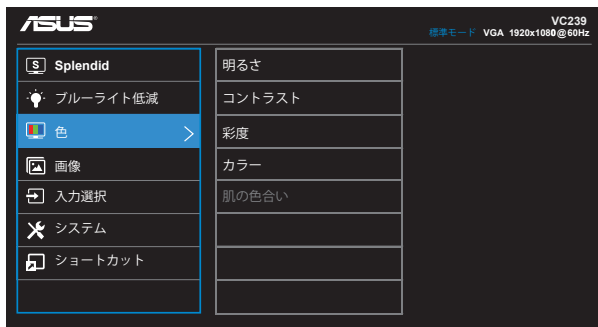 ASUS
VC239
標準モード VGA 1920x1080@60Hz
S Splendid
ブルーライト低減
色
画像
入力選択
システム
ショートカット
明るさ
コントラスト
彩度
カラー
肌の色合い